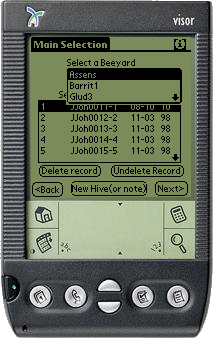 visor
Main Selection
Select a Beeyard
Assens
Barrit1
Glud3
Se
1 JJoh0011-1 08-10 10
2 JJoh0012-2 11-03 98
3 JJoh0013-3 11-03 98
4 JJoh0014-4 11-03 98
5 JJoh0015-5 11-03 98
Delete record Undelete Record
<Back New Hive(or note) Next>